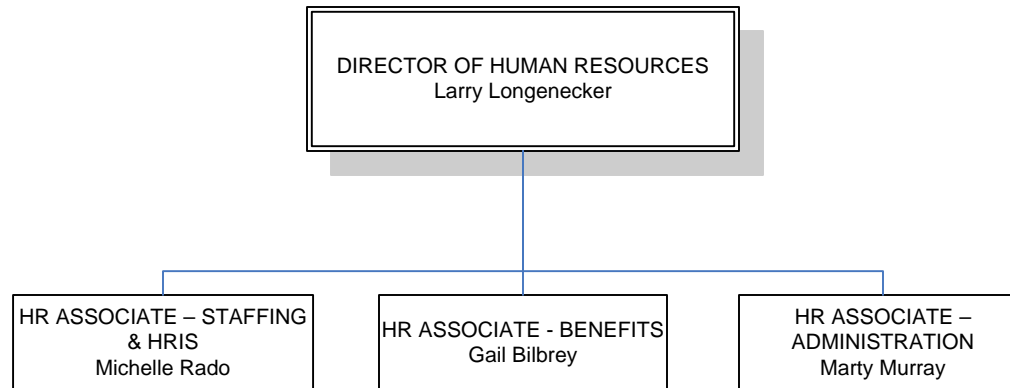 DIRECTOR OF HUMAN RESOURCES
Larry Longenecker
HR ASSOCIATE – STAFFING
& HRIS
Michelle Rado
HR ASSOCIATE - BENEFITS
Gail Bilbrey
HR ASSOCIATE –
ADMINISTRATION
Marty Murray